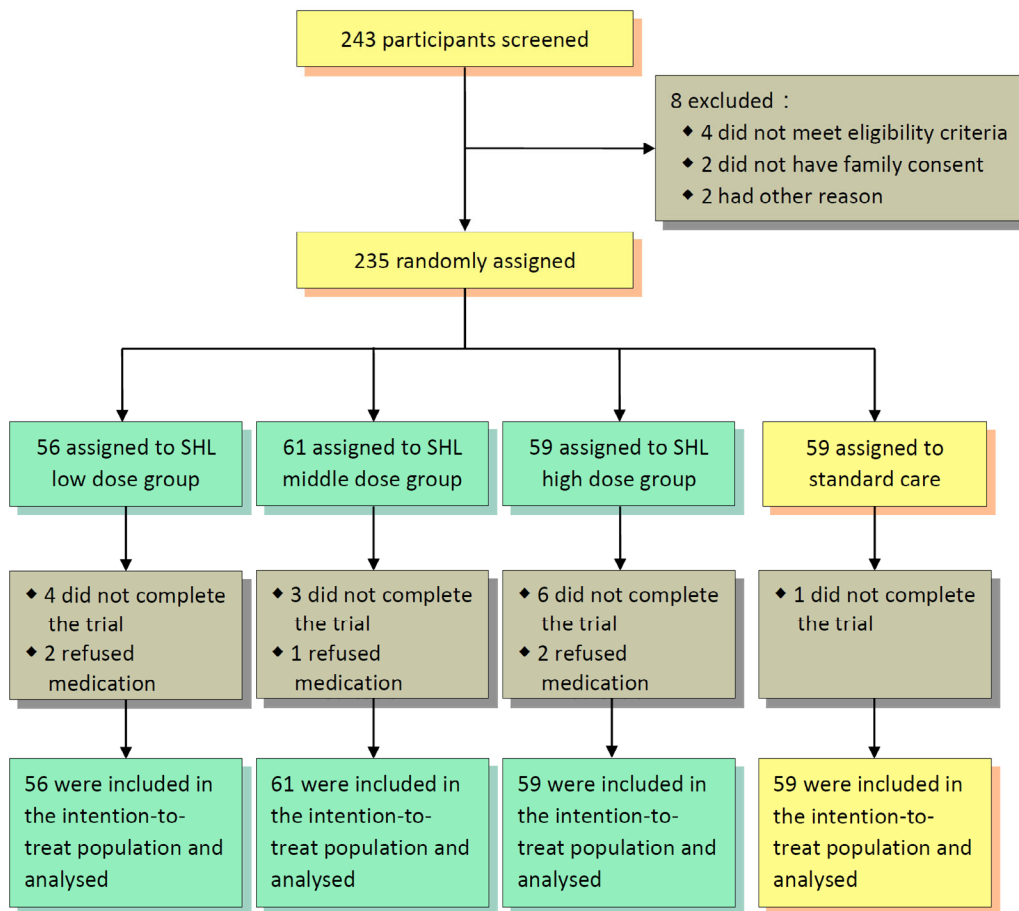 243 participants screened
8 excluded：
◆ 4 did not meet eligibility criteria
◆ 2 did not have family consent
◆ 2 had other reason
235 randomly assigned
56 assigned to SHL
low dose group
61 assigned to SHL
middle dose group
59 assigned to SHL
high dose group
59 assigned to
standard care
◆ 4 did not complete
the trial
◆ 2 refused
medication
◆ 3 did not complete
the trial
◆ 1 refused
medication
◆ 6 did not complete
the trial
◆ 2 refused
medication
◆ 1 did not complete
the trial
56 were included in
the intention-to-
treat population and
analysed
61 were included in
the intention-to-
treat population and
analysed
59 were included in
the intention-to-
treat population and
analysed
59 were included in
the intention-to-
treat population and
analysed